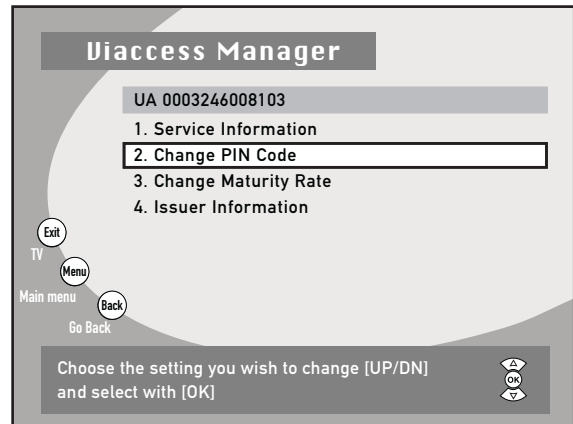 Viaccess Manager
UA 0003246008103
1. Service Information
2. Change PIN Code
3. Change Maturity Rate
4. Issuer Information
Exit
TV
Menu
Main menu
Back
Go Back
Choose the setting you wish to change [UP/DN]
and select with [OK]
OK